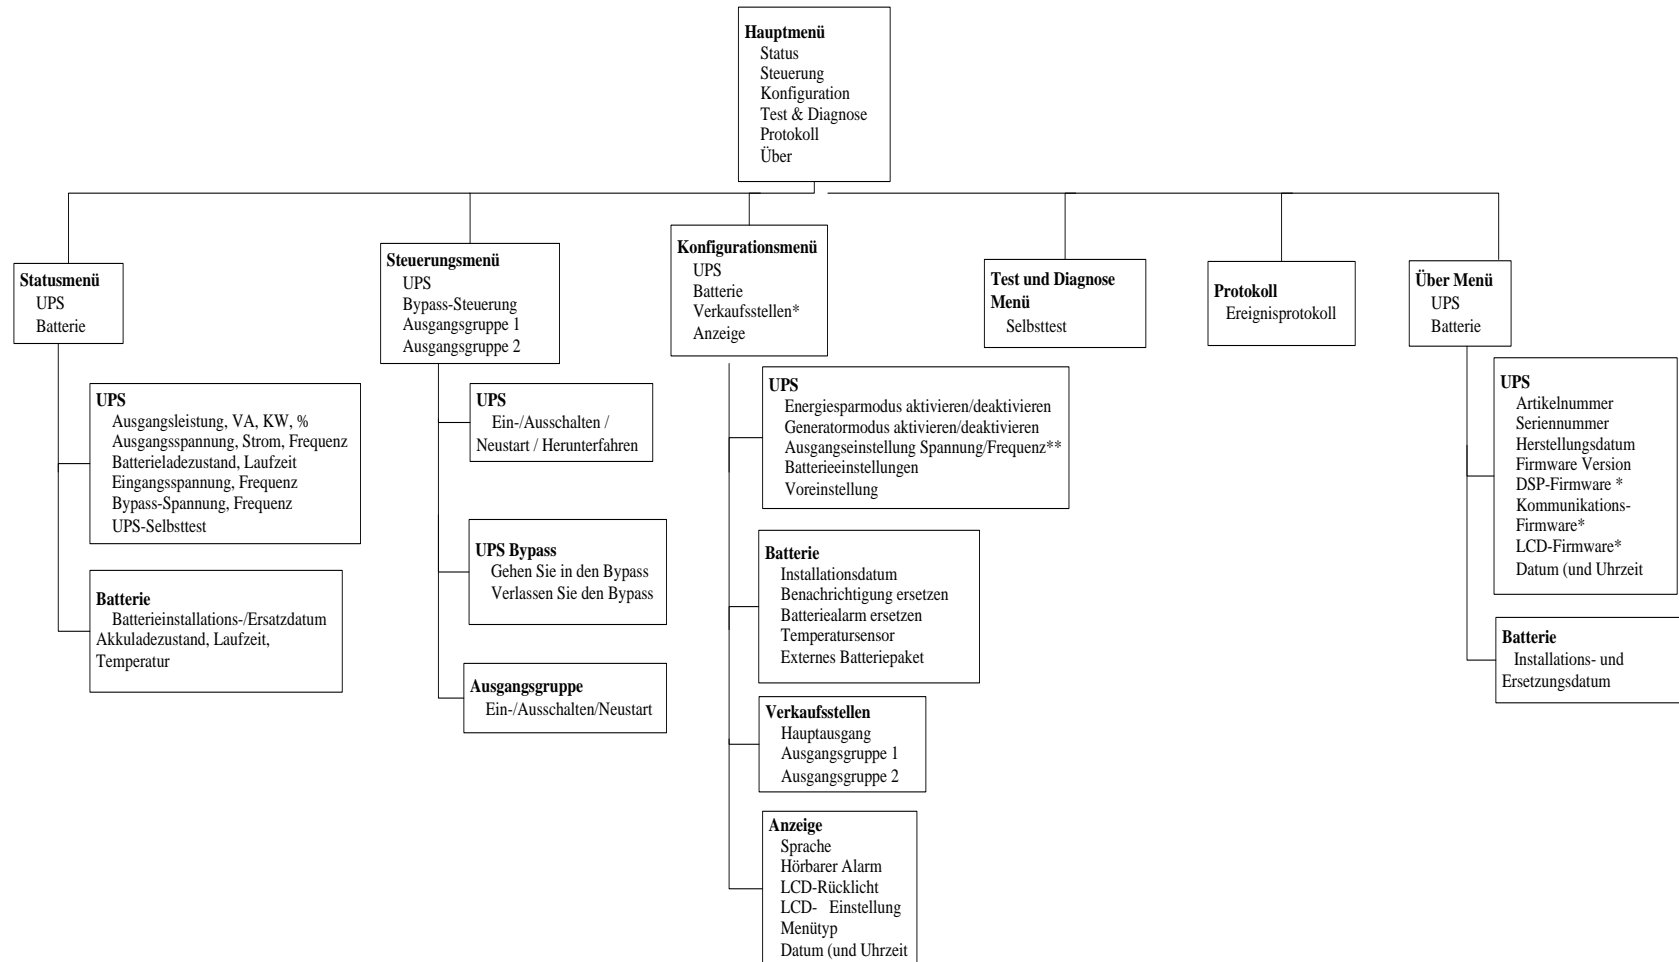 Hauptmenü
Status
Steuerung
Konfiguration
Test & Diagnose
Protokoll
Über
Statusmenü
UPS
Batterie
UPS
Ausgangsleistung, VA, KW, %
Ausgangsspannung, Strom, Frequenz
Batterieladezustand, Laufzeit
Eingangsspannung, Frequenz
Bypass-Spannung, Frequenz
UPS-Selbsttest
Batterie
Batterieinstallations-/Ersatzdatum
Akkuladezustand, Laufzeit,
Temperatur
Steuerungsmenü
UPS
Bypass-Steuerung
Ausgangsgruppe 1
Ausgangsgruppe 2
UPS
Ein-/Ausschalten /
Neustart / Herunterfahren
UPS Bypass
Gehen Sie in den Bypass
Verlassen Sie den Bypass
Ausgangsgruppe
Ein-/Ausschalten/Neustart
Konfigurationsmenü
UPS
Batterie
Verkaufsstellen*
Anzeige
UPS
Energiesparmodus aktivieren/deaktivieren
Generatormodus aktivieren/deaktivieren
Ausgangseinstellung Spannung/Frequenz**
Batterieeinstellungen
Voreinstellung
Batterie
Installationsdatum
Benachrichtigung ersetzen
Batteriealarm ersetzen
Temperatursensor
Externes Batteriepaket
Verkaufsstellen
Hauptausgang
Ausgangsgruppe 1
Ausgangsgruppe 2
Anzeige
Sprache
Hörbarer Alarm
LCD-Rücklicht
LCD- Einstellung
Menütyp
Datum (und Uhrzeit
Test und Diagnose
Menü
Selbsttest
Protokoll
Ereignisprotokoll
Über Menü
UPS
Batterie
UPS
Artikelnummer
Seriennummer
Herstellungsdatum
Firmware Version
DSP-Firmware *
Kommunikations-
Firmware*
LCD-Firmware*
Datum (und Uhrzeit
Batterie
Installations- und
Ersetzungsdatum